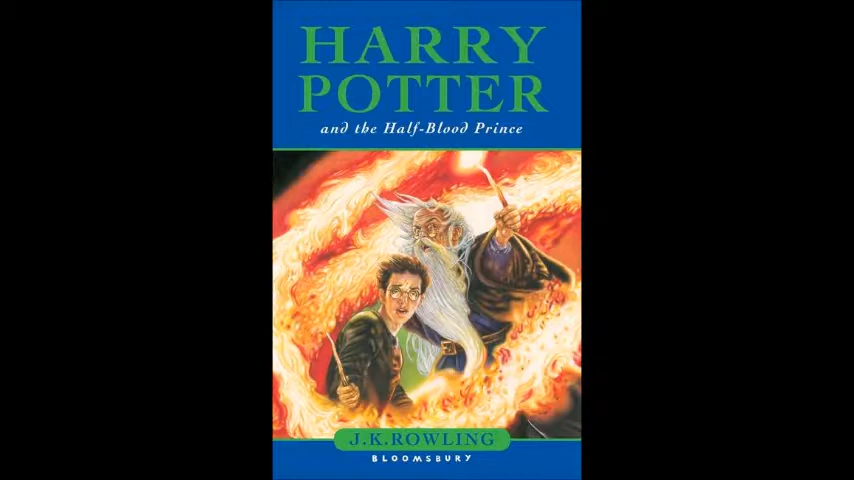 HARRY
POTTER
and the Half-Blood Prince
J.K.ROWLING
BLOOMSBURY